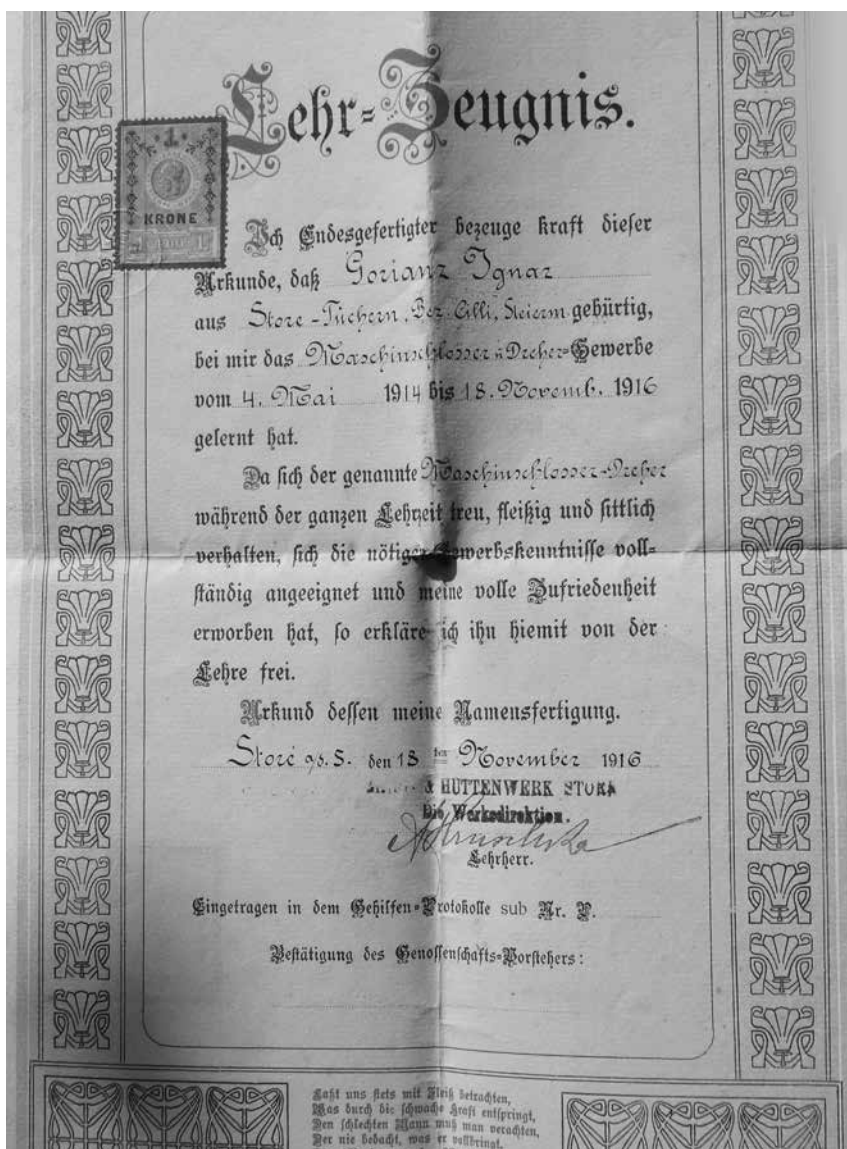 Lehr-Zeugnis.
1
KRONE
Ich Endesgefertigter bezeuge kraft dieser
Urkunde, daß Gorianz Ignaz
aus Store-Tüchern, Bez. Cilli, Steierm. gebürtig,
bei mir das Maschinschlosser u Dreher-Gewerbe
vom 4. Mai 1914 bis 18. Novemb. 1916
gelernt hat.
Da sich der genannte Maschinschlosser-Dreher
während der ganzen Lehrzeit treu, fleißig und sittlich
verhalten, sich die nötigen Gewerbskenntnisse voll-
ständig angeeignet und meine volle Zufriedenheit
erworben hat, so erkläre ich ihn hiemit von der
Lehre frei.
Urkund dessen meine Namensfertigung.
Storé den 18 ten November 1916
& HÜTTENWERK STORÉ
Die Werksdirektion.
Lehrherr.
Eingetragen in dem Gehilfen-Protokolle sub Nr. P.
Bestätigung des Genossenschafts-Vorstehers:
Laßt uns stets mit Fleiß betrachten,
Was durch die schwache Kraft entspringt,
Den schlechten Mann muß man verachten,
Der nie bedacht, was er vollbringt.